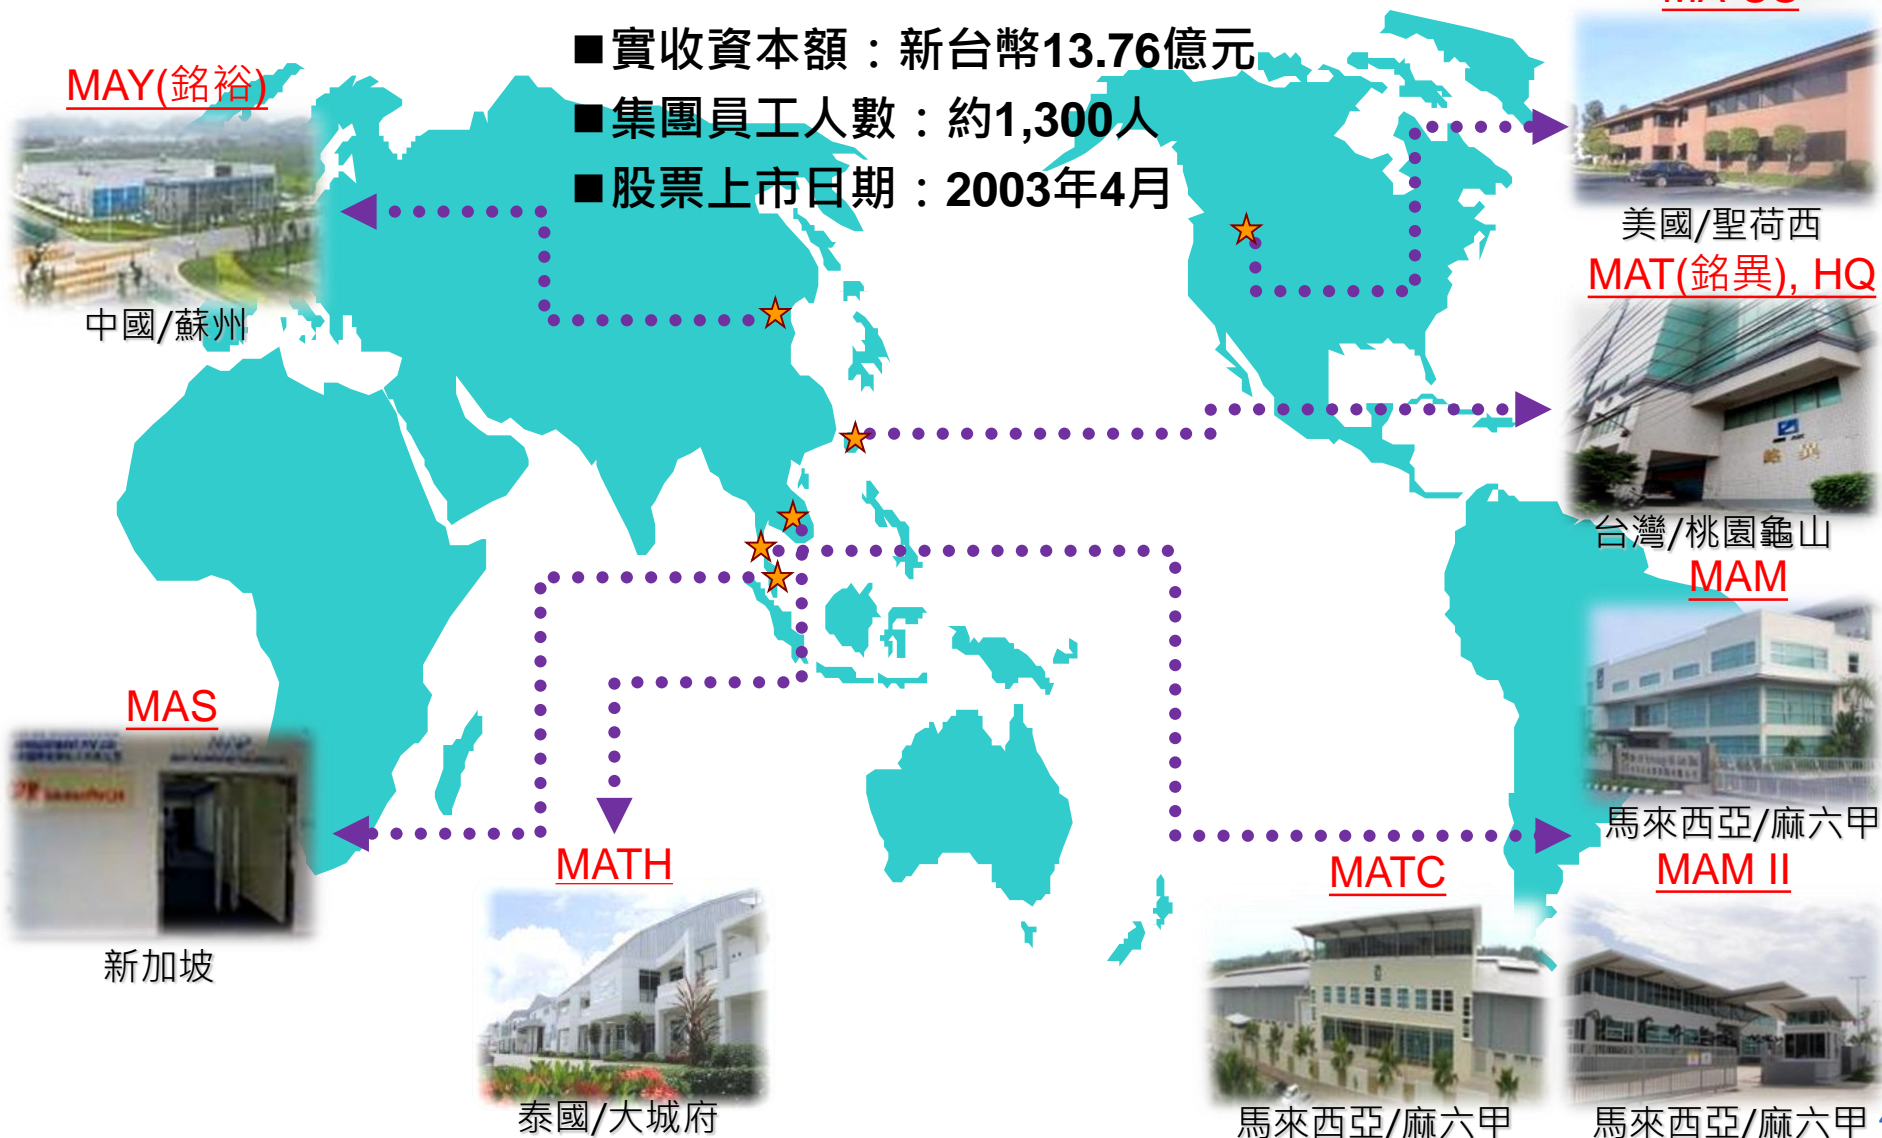 ■實收資本額：新台幣13.76億元
■集團員工人數：約1,300人
■股票上市日期：2003年4月
MAY(銘裕)
中國/蘇州
美國/聖荷西
MAT(銘異), HQ
銘異
台灣/桃園龜山
MAM
馬來西亞/麻六甲
MAS
新加坡
MATH
泰國/大城府
MATC
馬來西亞/麻六甲
MAM II
馬來西亞/麻六甲